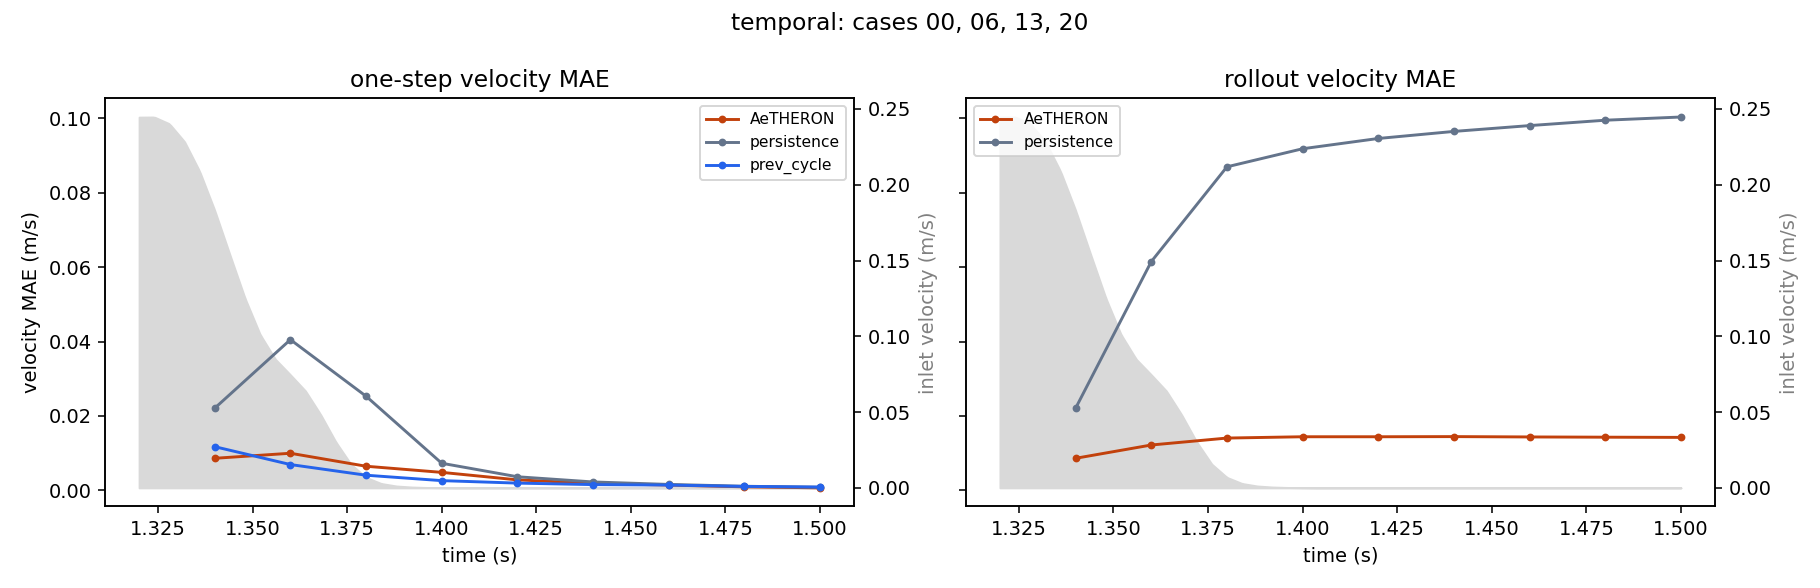 temporal: cases 00, 06, 13, 20
one-step velocity MAE
velocity MAE (m/s)
0.10
0.08
0.06
0.04
0.02
0.00
AeTHERON
persistence
prev_cycle
0.25
0.20
0.15
0.10
0.05
0.00
inlet velocity (m/s)
1.325 1.350 1.375 1.400 1.425 1.450 1.475 1.500
time (s)
rollout velocity MAE
AeTHERON
persistence
0.25
0.20
0.15
0.10
0.05
0.00
inlet velocity (m/s)
1.325 1.350 1.375 1.400 1.425 1.450 1.475 1.500
time (s)